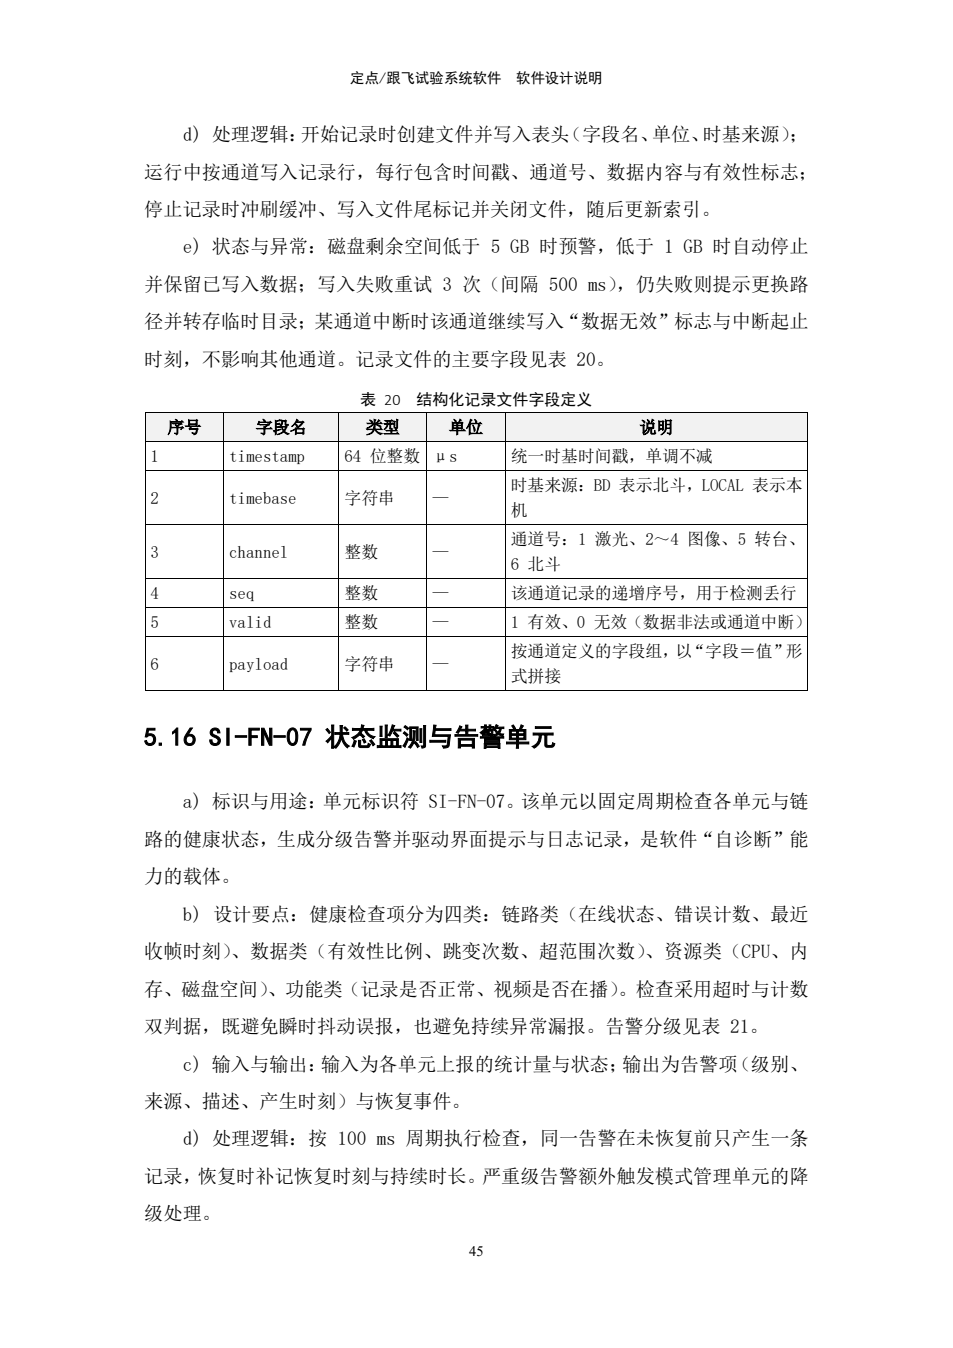 定点/跟飞试验系统软件　软件设计说明
d) 处理逻辑：开始记录时创建文件并写入表头（字段名、单位、时基来源）；
运行中按通道写入记录行，每行包含时间戳、通道号、数据内容与有效性标志；
停止记录时冲刷缓冲、写入文件尾标记并关闭文件，随后更新索引。
e) 状态与异常：磁盘剩余空间低于 5 GB 时预警，低于 1 GB 时自动停止
并保留已写入数据；写入失败重试 3 次（间隔 500 ms），仍失败则提示更换路
径并转存临时目录；某通道中断时该通道继续写入“数据无效”标志与中断起止
时刻，不影响其他通道。记录文件的主要字段见表 20。
表 20　结构化记录文件字段定义
序号 字段名 类型 单位 说明
1 timestamp 64 位整数 μs 统一时基时间戳，单调不减
2 timebase 字符串 — 时基来源：BD 表示北斗，LOCAL 表示本
机
3 channel 整数 — 通道号：1 激光、2～4 图像、5 转台、
6 北斗
4 seq 整数 — 该通道记录的递增序号，用于检测丢行
5 valid 整数 — 1 有效、0 无效（数据非法或通道中断）
6 payload 字符串 — 按通道定义的字段组，以“字段＝值”形
式拼接
5.16 SI-FN-07 状态监测与告警单元
a) 标识与用途：单元标识符 SI-FN-07。该单元以固定周期检查各单元与链
路的健康状态，生成分级告警并驱动界面提示与日志记录，是软件“自诊断”能
力的载体。
b) 设计要点：健康检查项分为四类：链路类（在线状态、错误计数、最近
收帧时刻）、数据类（有效性比例、跳变次数、超范围次数）、资源类（CPU、内
存、磁盘空间）、功能类（记录是否正常、视频是否在播）。检查采用超时与计数
双判据，既避免瞬时抖动误报，也避免持续异常漏报。告警分级见表 21。
c) 输入与输出：输入为各单元上报的统计量与状态；输出为告警项（级别、
来源、描述、产生时刻）与恢复事件。
d) 处理逻辑：按 100 ms 周期执行检查，同一告警在未恢复前只产生一条
记录，恢复时补记恢复时刻与持续时长。严重级告警额外触发模式管理单元的降
级处理。
45